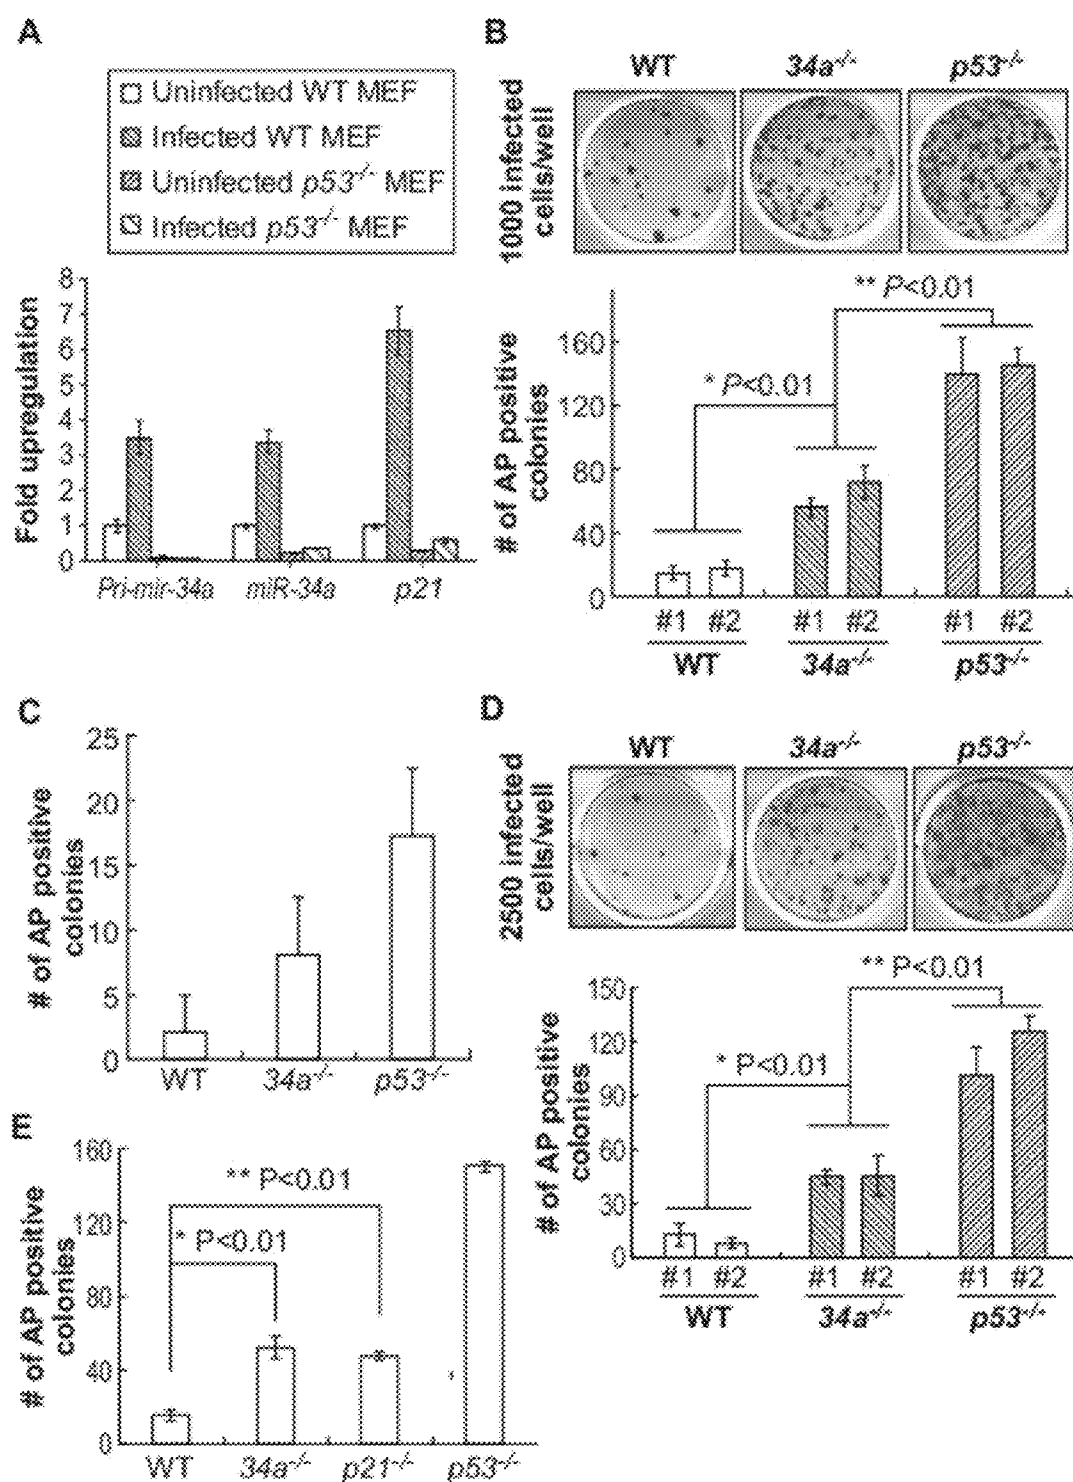 A
Uninfected WT MEF
Infected WT MEF
Uninfected p53-/- MEF
Infected p53-/- MEF
Fold upregulation
8
7
6
5
4
3
2
1
0
Pri-mir-34a miR-34a p21
B
WT 34a-/- p53-/-
1000 infected
cells/well
** P<0.01
* P<0.01
# of AP positive
colonies
160
120
80
40
0
#1 #2 #1 #2 #1 #2
WT 34a-/- p53-/-
C
# of AP positive
colonies
25
20
15
10
5
0
WT 34a-/- p53-/-
D
WT 34a-/- p53-/-
2500 infected
cells/well
** P<0.01
* P<0.01
# of AP positive
colonies
150
120
90
60
30
0
#1 #2 #1 #2 #1 #2
WT 34a-/- p53-/-
E
# of AP positive
colonies
160
120
80
40
0
** P<0.01
* P<0.01
WT 34a-/- p21-/- p53-/-